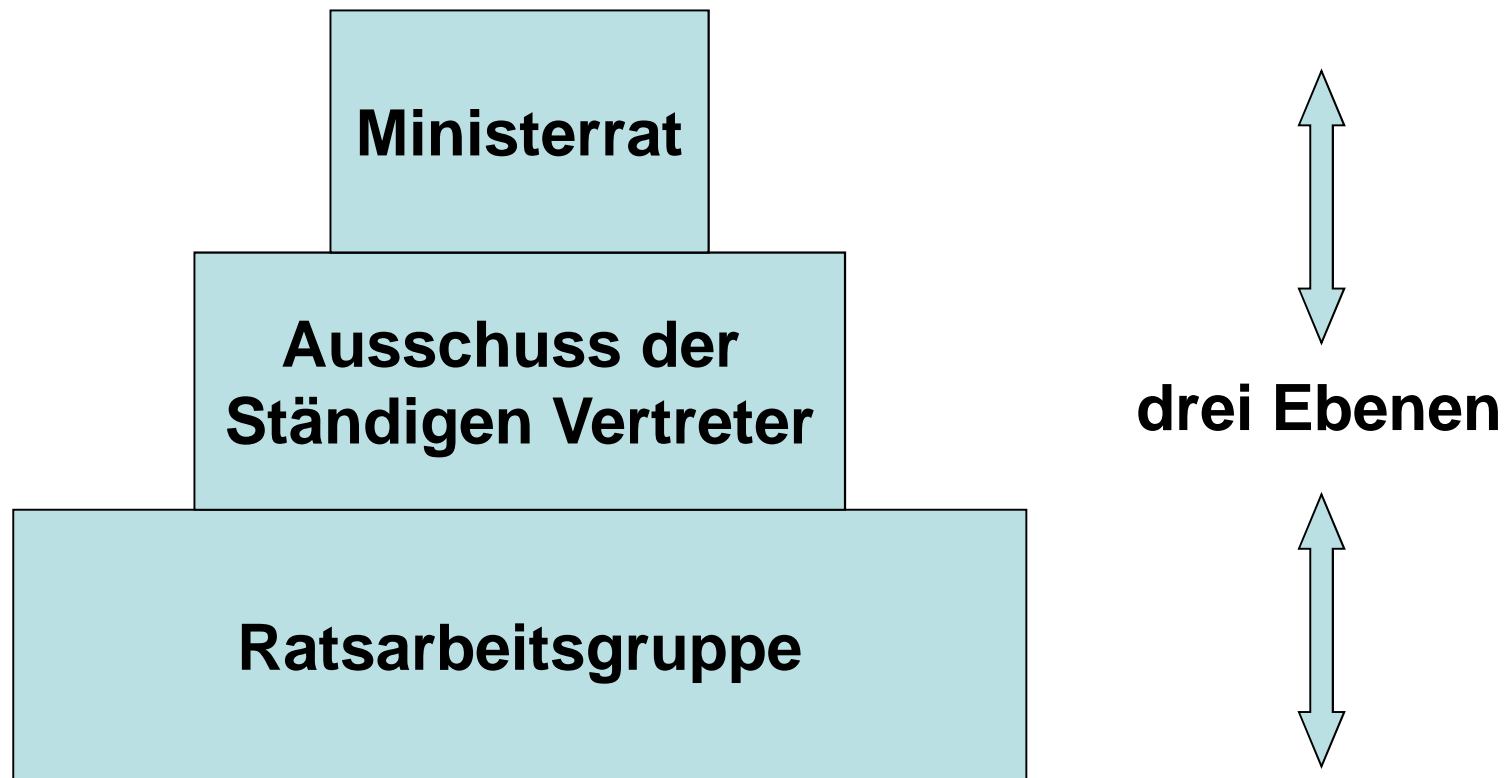 Ministerrat
Ausschuss der
Ständigen Vertreter
drei Ebenen
Ratsarbeitsgruppe